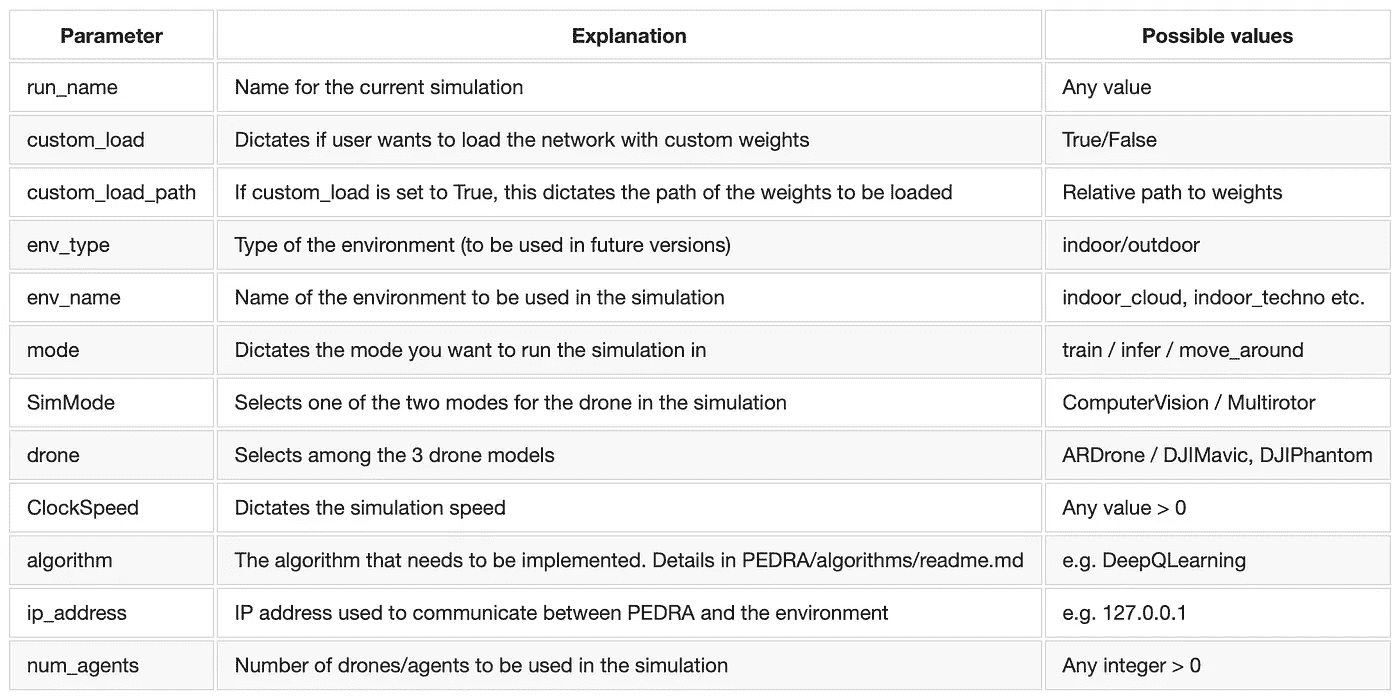 Parameter Explanation Possible values
run_name Name for the current simulation Any value
custom_load Dictates if user wants to load the network with custom weights True/False
custom_load_path If custom_load is set to True, this dictates the path of the weights to be loaded Relative path to weights
env_type Type of the environment (to be used in future versions) indoor/outdoor
env_name Name of the environment to be used in the simulation indoor_cloud, indoor_techno etc.
mode Dictates the mode you want to run the simulation in train / infer / move_around
SimMode Selects one of the two modes for the drone in the simulation ComputerVision / Multirotor
drone Selects among the 3 drone models ARDrone / DJIMavic, DJIPhantom
ClockSpeed Dictates the simulation speed Any value > 0
algorithm The algorithm that needs to be implemented. Details in PEDRA/algorithms/readme.md e.g. DeepQLearning
ip_address IP address used to communicate between PEDRA and the environment e.g. 127.0.0.1
num_agents Number of drones/agents to be used in the simulation Any integer > 0